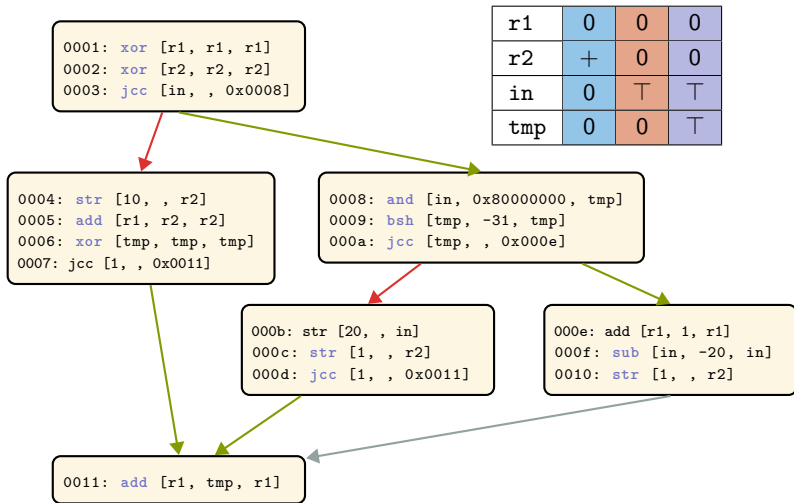 0001: xor [r1, r1, r1]
0002: xor [r2, r2, r2]
0003: jcc [in, , 0x0008]
r1 0 0 0
r2 + 0 0
in 0 ⊤ ⊤
tmp 0 0 ⊤
0004: str [10, , r2]
0005: add [r1, r2, r2]
0006: xor [tmp, tmp, tmp]
0007: jcc [1, , 0x0011]
0008: and [in, 0x80000000, tmp]
0009: bsh [tmp, -31, tmp]
000a: jcc [tmp, , 0x000e]
000b: str [20, , in]
000c: str [1, , r2]
000d: jcc [1, , 0x0011]
000e: add [r1, 1, r1]
000f: sub [in, -20, in]
0010: str [1, , r2]
0011: add [r1, tmp, r1]